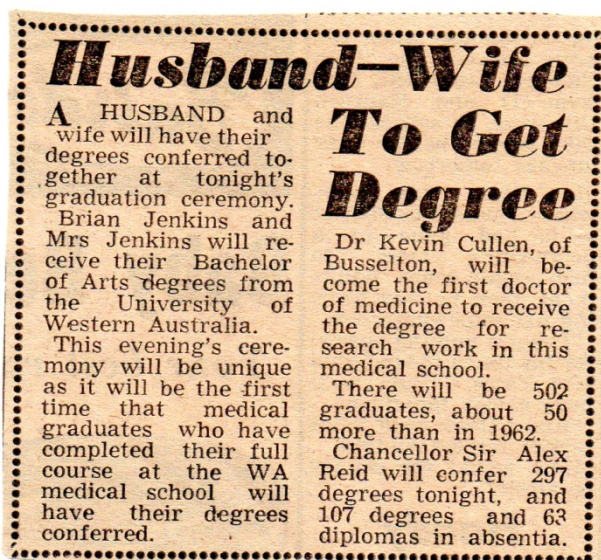 Husband-Wife
To Get
Degree
A HUSBAND and
wife will have their
degrees conferred to-
gether at tonight's
graduation ceremony.
Brian Jenkins and
Mrs Jenkins will re-
ceive their Bachelor
of Arts degrees from
the University of
Western Australia.
This evening's cere-
mony will be unique
as it will be the first
time that medical
graduates who have
completed their full
course at the WA
medical school will
have their degrees
conferred.
Dr Kevin Cullen, of
Busselton, will be-
come the first doctor
of medicine to receive
the degree for re-
search work in this
medical school.
There will be 502
graduates, about 50
more than in 1962.
Chancellor Sir Alex
Reid will confer 297
degrees tonight, and
107 degrees and 63
diplomas in absentia.